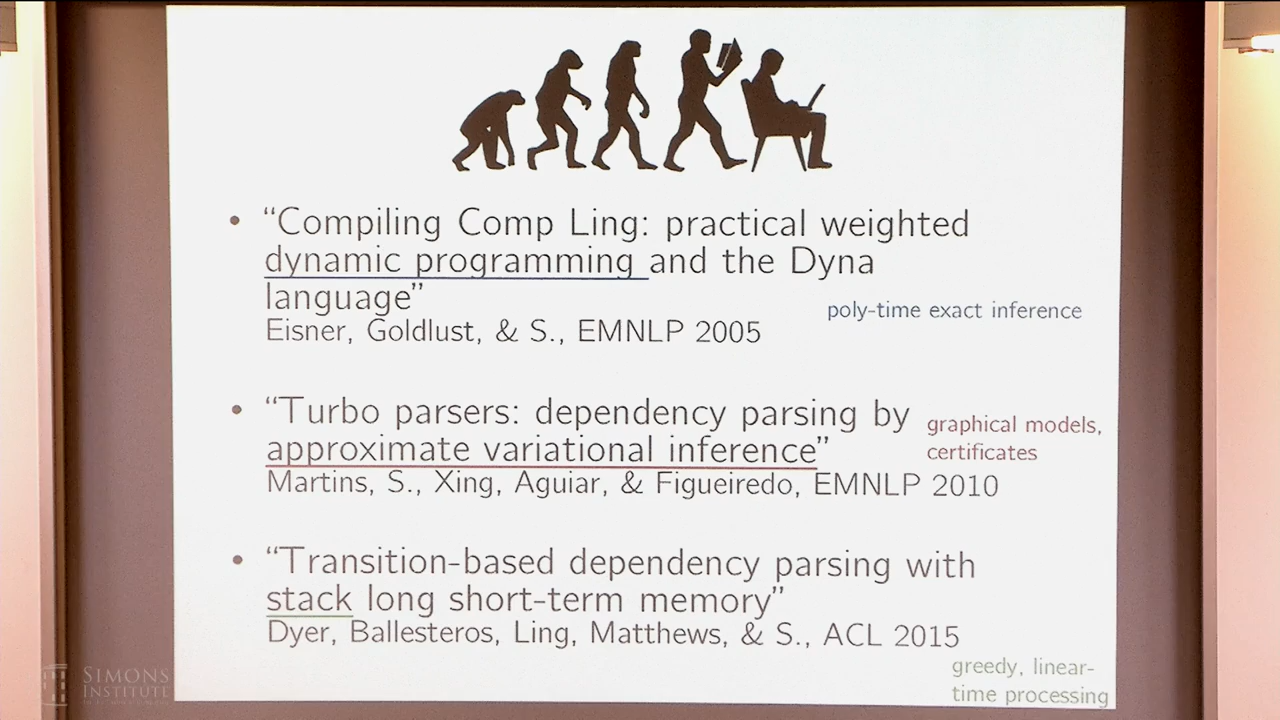 • “Compiling Comp Ling: practical weighted
dynamic programming and the Dyna
language”
poly-time exact inference
Eisner, Goldlust, & S., EMNLP 2005
• “Turbo parsers: dependency parsing by
graphical models,
approximate variational inference”
certificates
Martins, S., Xing, Aguiar, & Figueiredo, EMNLP 2010
• “Transition-based dependency parsing with
stack long short-term memory”
Dyer, Ballesteros, Ling, Matthews, & S., ACL 2015
greedy, linear-
time processing
SIMONS
INSTITUTE